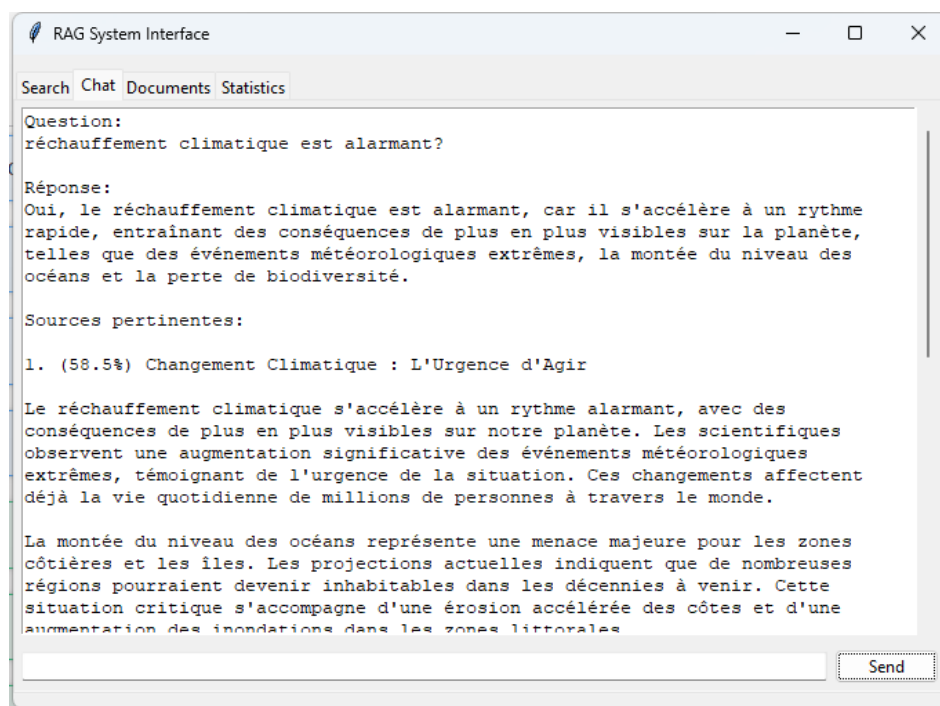 RAG System Interface
Search Chat Documents Statistics
Question:
réchauffement climatique est alarmant?
Réponse:
Oui, le réchauffement climatique est alarmant, car il s'accélère à un rythme
rapide, entraînant des conséquences de plus en plus visibles sur la planète,
telles que des événements météorologiques extrêmes, la montée du niveau des
océans et la perte de biodiversité.
Sources pertinentes:
1. (58.5%) Changement Climatique : L'Urgence d'Agir
Le réchauffement climatique s'accélère à un rythme alarmant, avec des
conséquences de plus en plus visibles sur notre planète. Les scientifiques
observent une augmentation significative des événements météorologiques
extrêmes, témoignant de l'urgence de la situation. Ces changements affectent
déjà la vie quotidienne de millions de personnes à travers le monde.
La montée du niveau des océans représente une menace majeure pour les zones
côtières et les îles. Les projections actuelles indiquent que de nombreuses
régions pourraient devenir inhabitables dans les décennies à venir. Cette
situation critique s'accompagne d'une érosion accélérée des côtes et d'une
augmentation des inondations dans les zones littorales
Send